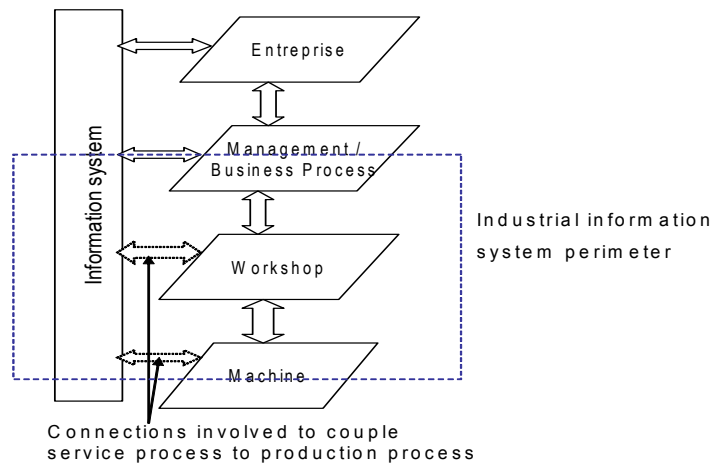 Entreprise
Management /
Business Process
Information system
Industrial information
system perimeter
Workshop
Machine
Connections involved to couple
service process to production process